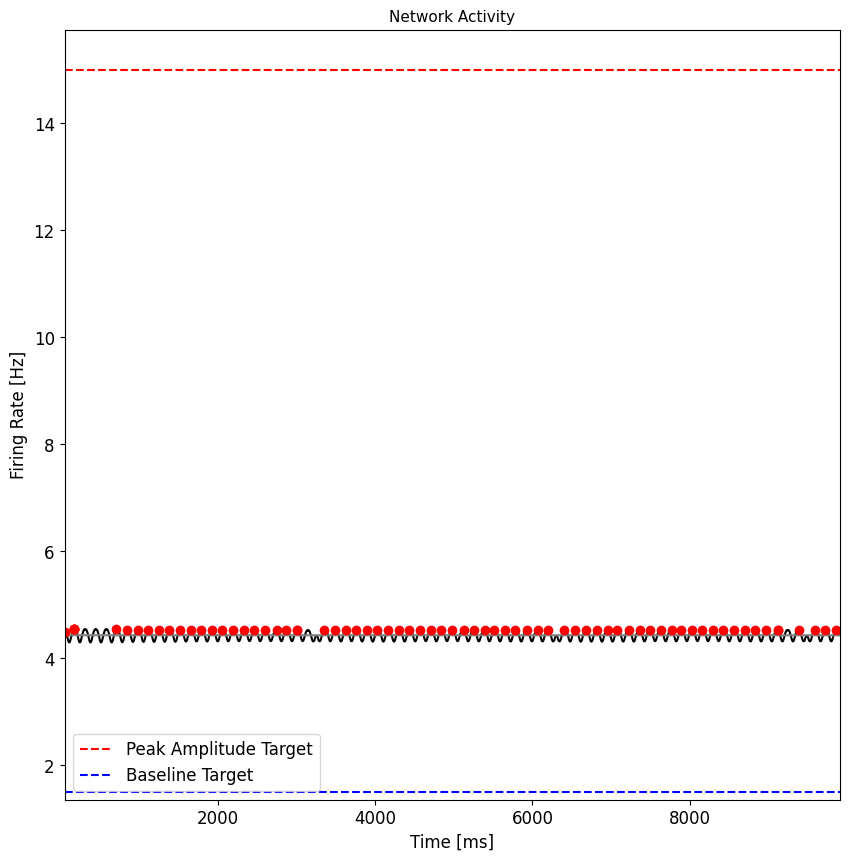 Network Activity
Firing Rate [Hz]
14
12
10
8
6
4
2
Peak Amplitude Target
Baseline Target
2000 4000 6000 8000
Time [ms]